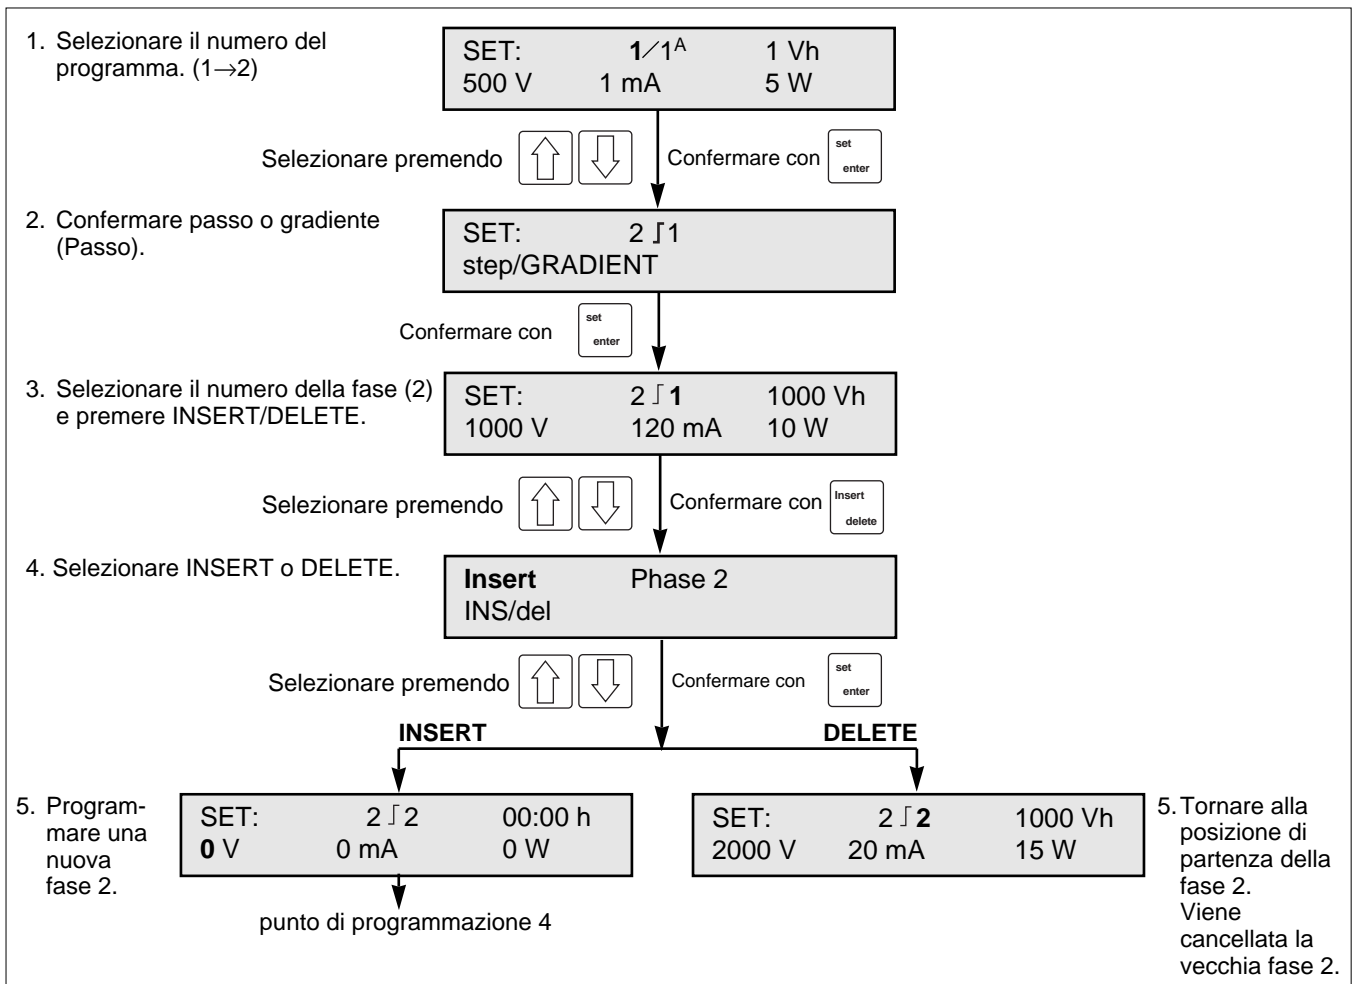 1. Selezionare il numero del
programma. (1→2)
SET: 1/1A 1 Vh
500 V 1 mA 5 W
Selezionare premendo
Confermare con
set
enter
2. Confermare passo o gradiente
(Passo).
SET: 2 ⌠1
step/GRADIENT
Confermare con
set
enter
3. Selezionare il numero della fase (2)
e premere INSERT/DELETE.
SET: 2 ⌠ 1 1000 Vh
1000 V 120 mA 10 W
Selezionare premendo
Confermare con
Insert
delete
4. Selezionare INSERT o DELETE.
Insert Phase 2
INS/del
Selezionare premendo
Confermare con
set
enter
INSERT
DELETE
5. Program-
mare una
nuova
fase 2.
SET: 2 ⌠ 2 00:00 h
0 V 0 mA 0 W
punto di programmazione 4
SET: 2 ⌠ 2 1000 Vh
2000 V 20 mA 15 W
5. Tornare alla
posizione di
partenza della
fase 2.
Viene
cancellata la
vecchia fase 2.